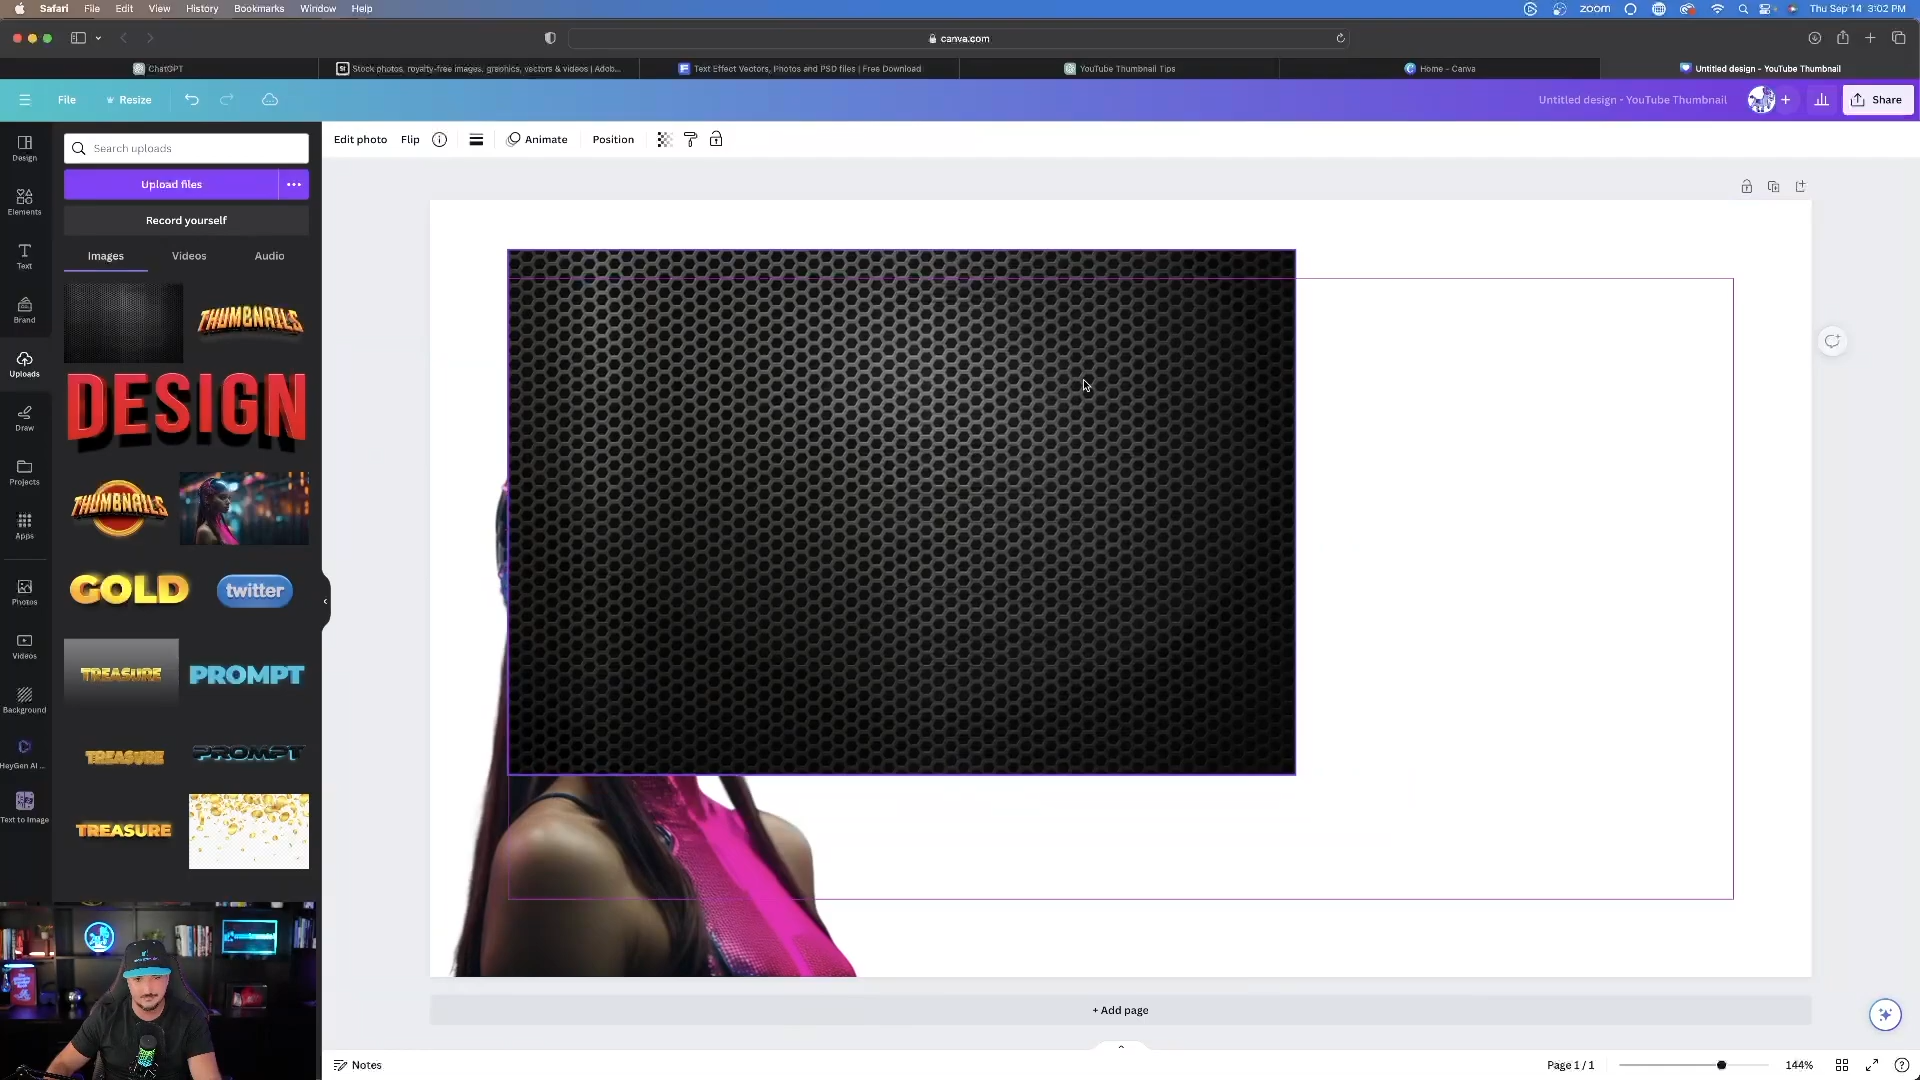 Safari File Edit View History Bookmarks Window Help
zoom
Thu Sep 14 3:02 PM
canva.com
ChatGPT
Stock photos, royalty-free images, graphics, vectors & videos | Adob...
Text Effect Vectors, Photos and PSD files | Free Download
YouTube Thumbnail Tips
Home - Canva
Untitled design - YouTube Thumbnail
File
Resize
Untitled design - YouTube Thumbnail
Share
Edit photo
Flip
Animate
Position
Search uploads
Upload files
Record yourself
Images
Videos
Audio
Design
Elements
Text
Brand
Uploads
Draw
Projects
Apps
Photos
Videos
Background
HeyGen AI ...
Text to Image
THUMBNAILS
DESIGN
THUMBNAILS
GOLD
twitter
TREASURE
PROMPT
TREASURE
PROMPT
TREASURE
+ Add page
Notes
Page 1 / 1
144%